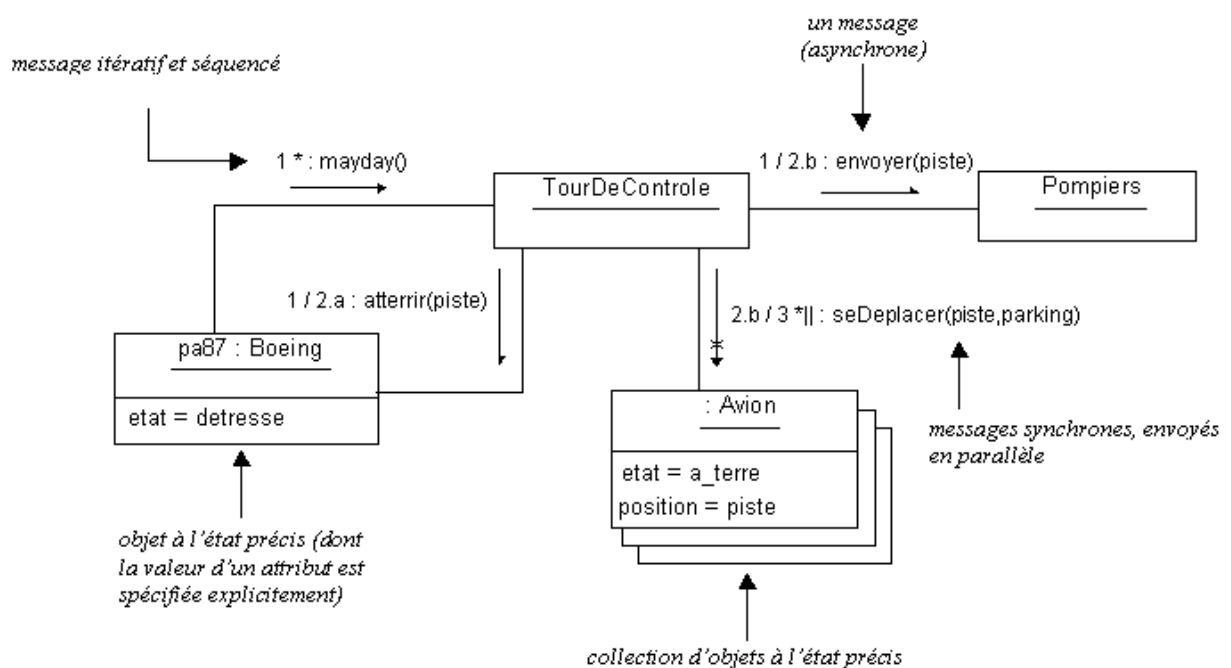 un message
(asynchrone)
message itératif et séquencé
1 * : mayday()
1 / 2.b : envoyer(piste)
TourDeControle
Pompiers
1 / 2.a : atterrir(piste)
2.b / 3 *|| : seDeplacer(piste,parking)
pa87 : Boeing
etat = detresse
: Avion
etat = a_terre
position = piste
messages synchrones, envoyés
en parallèle
objet à l'état précis (dont
la valeur d'un attribut est
spécifiée explicitement)
collection d'objets à l'état précis